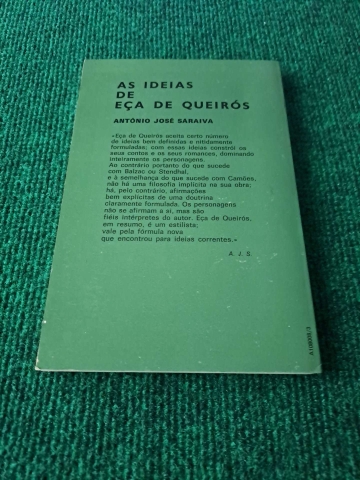 AS IDEIAS
DE
EÇA DE QUEIRÓS
ANTÓNIO JOSÉ SARAIVA
«Eça de Queirós aceita certo número
de ideias bem definidas e nitidamente
formuladas; com essas ideias constrói os
seus contos e os seus romances, dominando
inteiramente os personagens.
Ao contrário portanto do que sucede
com Balzac ou Stendhal,
e à semelhança do que sucede com Camões,
não há uma filosofia implícita na sua obra;
há, pelo contrário, afirmações
bem explícitas de uma doutrina
claramente formulada. Os personagens
não se afirmam a si, mas são
fiéis intérpretes do autor. Eça de Queirós,
em resumo, é um estilista;
vale pela fórmula nova
que encontrou para ideias correntes.»
A. J. S.